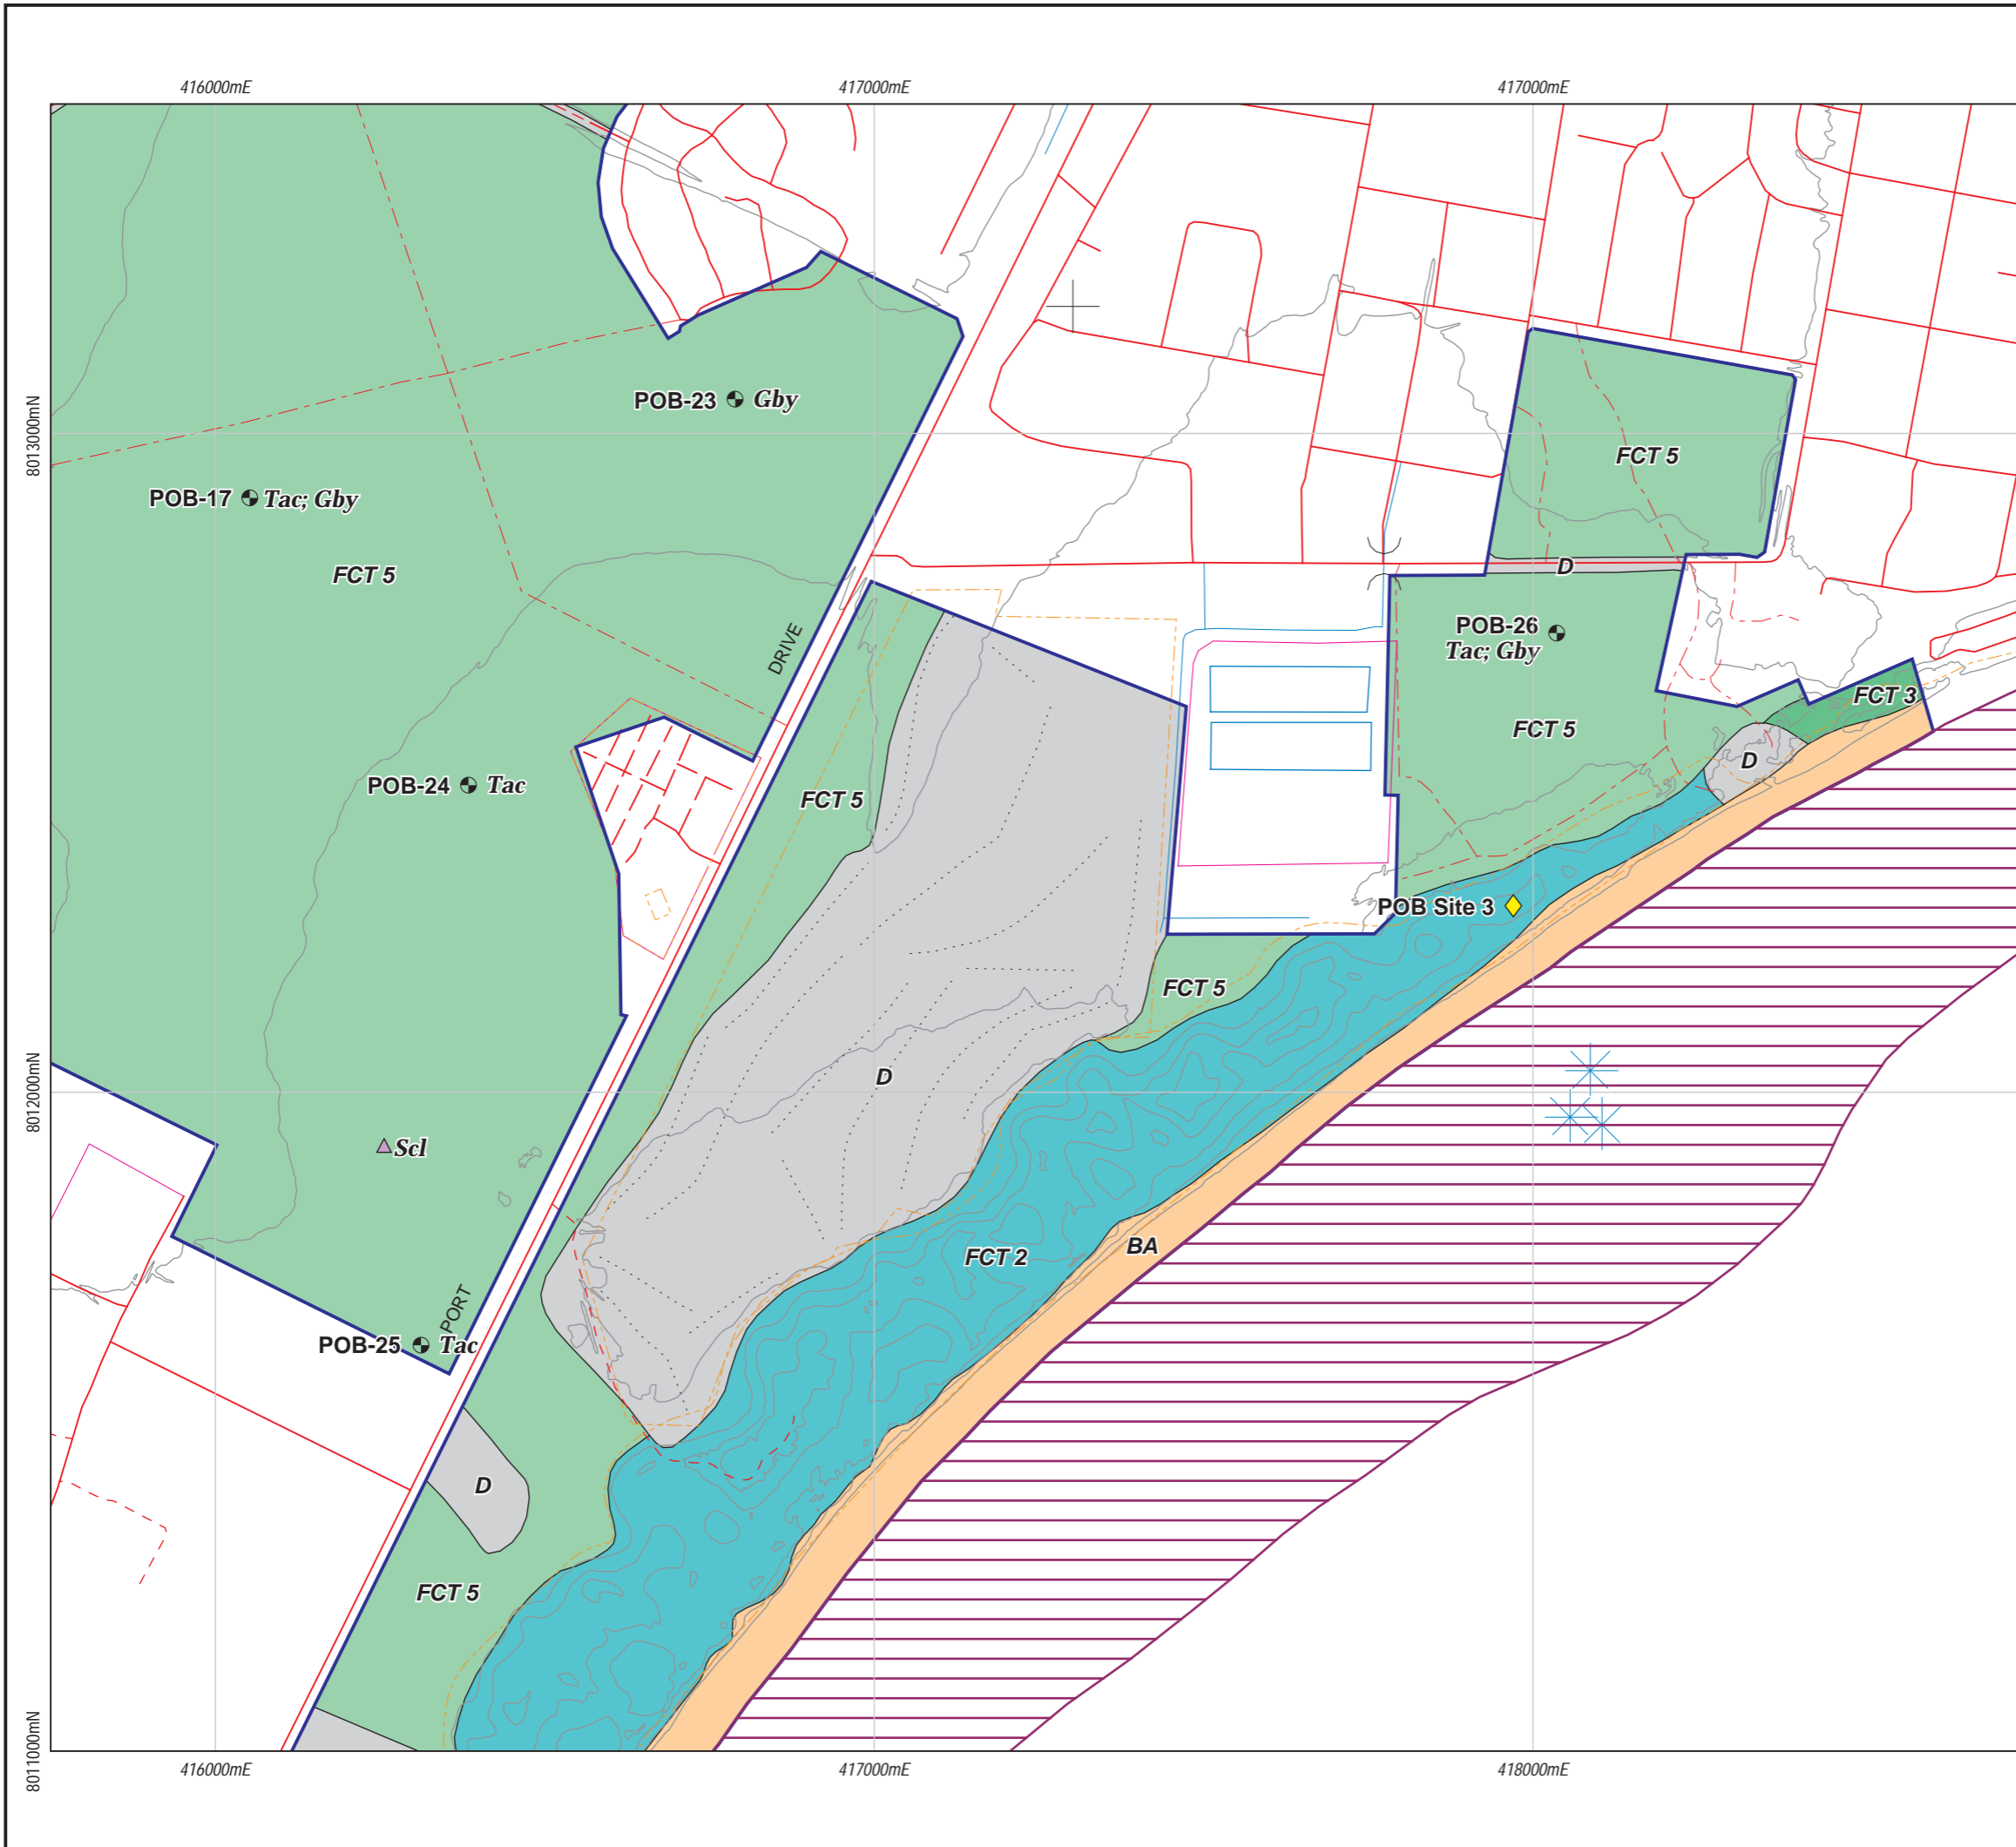 416000mE
417000mE
417000mE
8013000mN
8012000mN
8011000mN
POB-23 Gby
FCT 5
POB-17 Tac; Gby
FCT 5
D
DRIVE
POB-26
Tac; Gby
FCT 3
FCT 5
D
POB-24 Tac
FCT 5
POB Site 3
FCT 5
D
Scl
FCT 2
BA
PORT
POB-25 Tac
D
FCT 5
416000mE
417000mE
418000mE